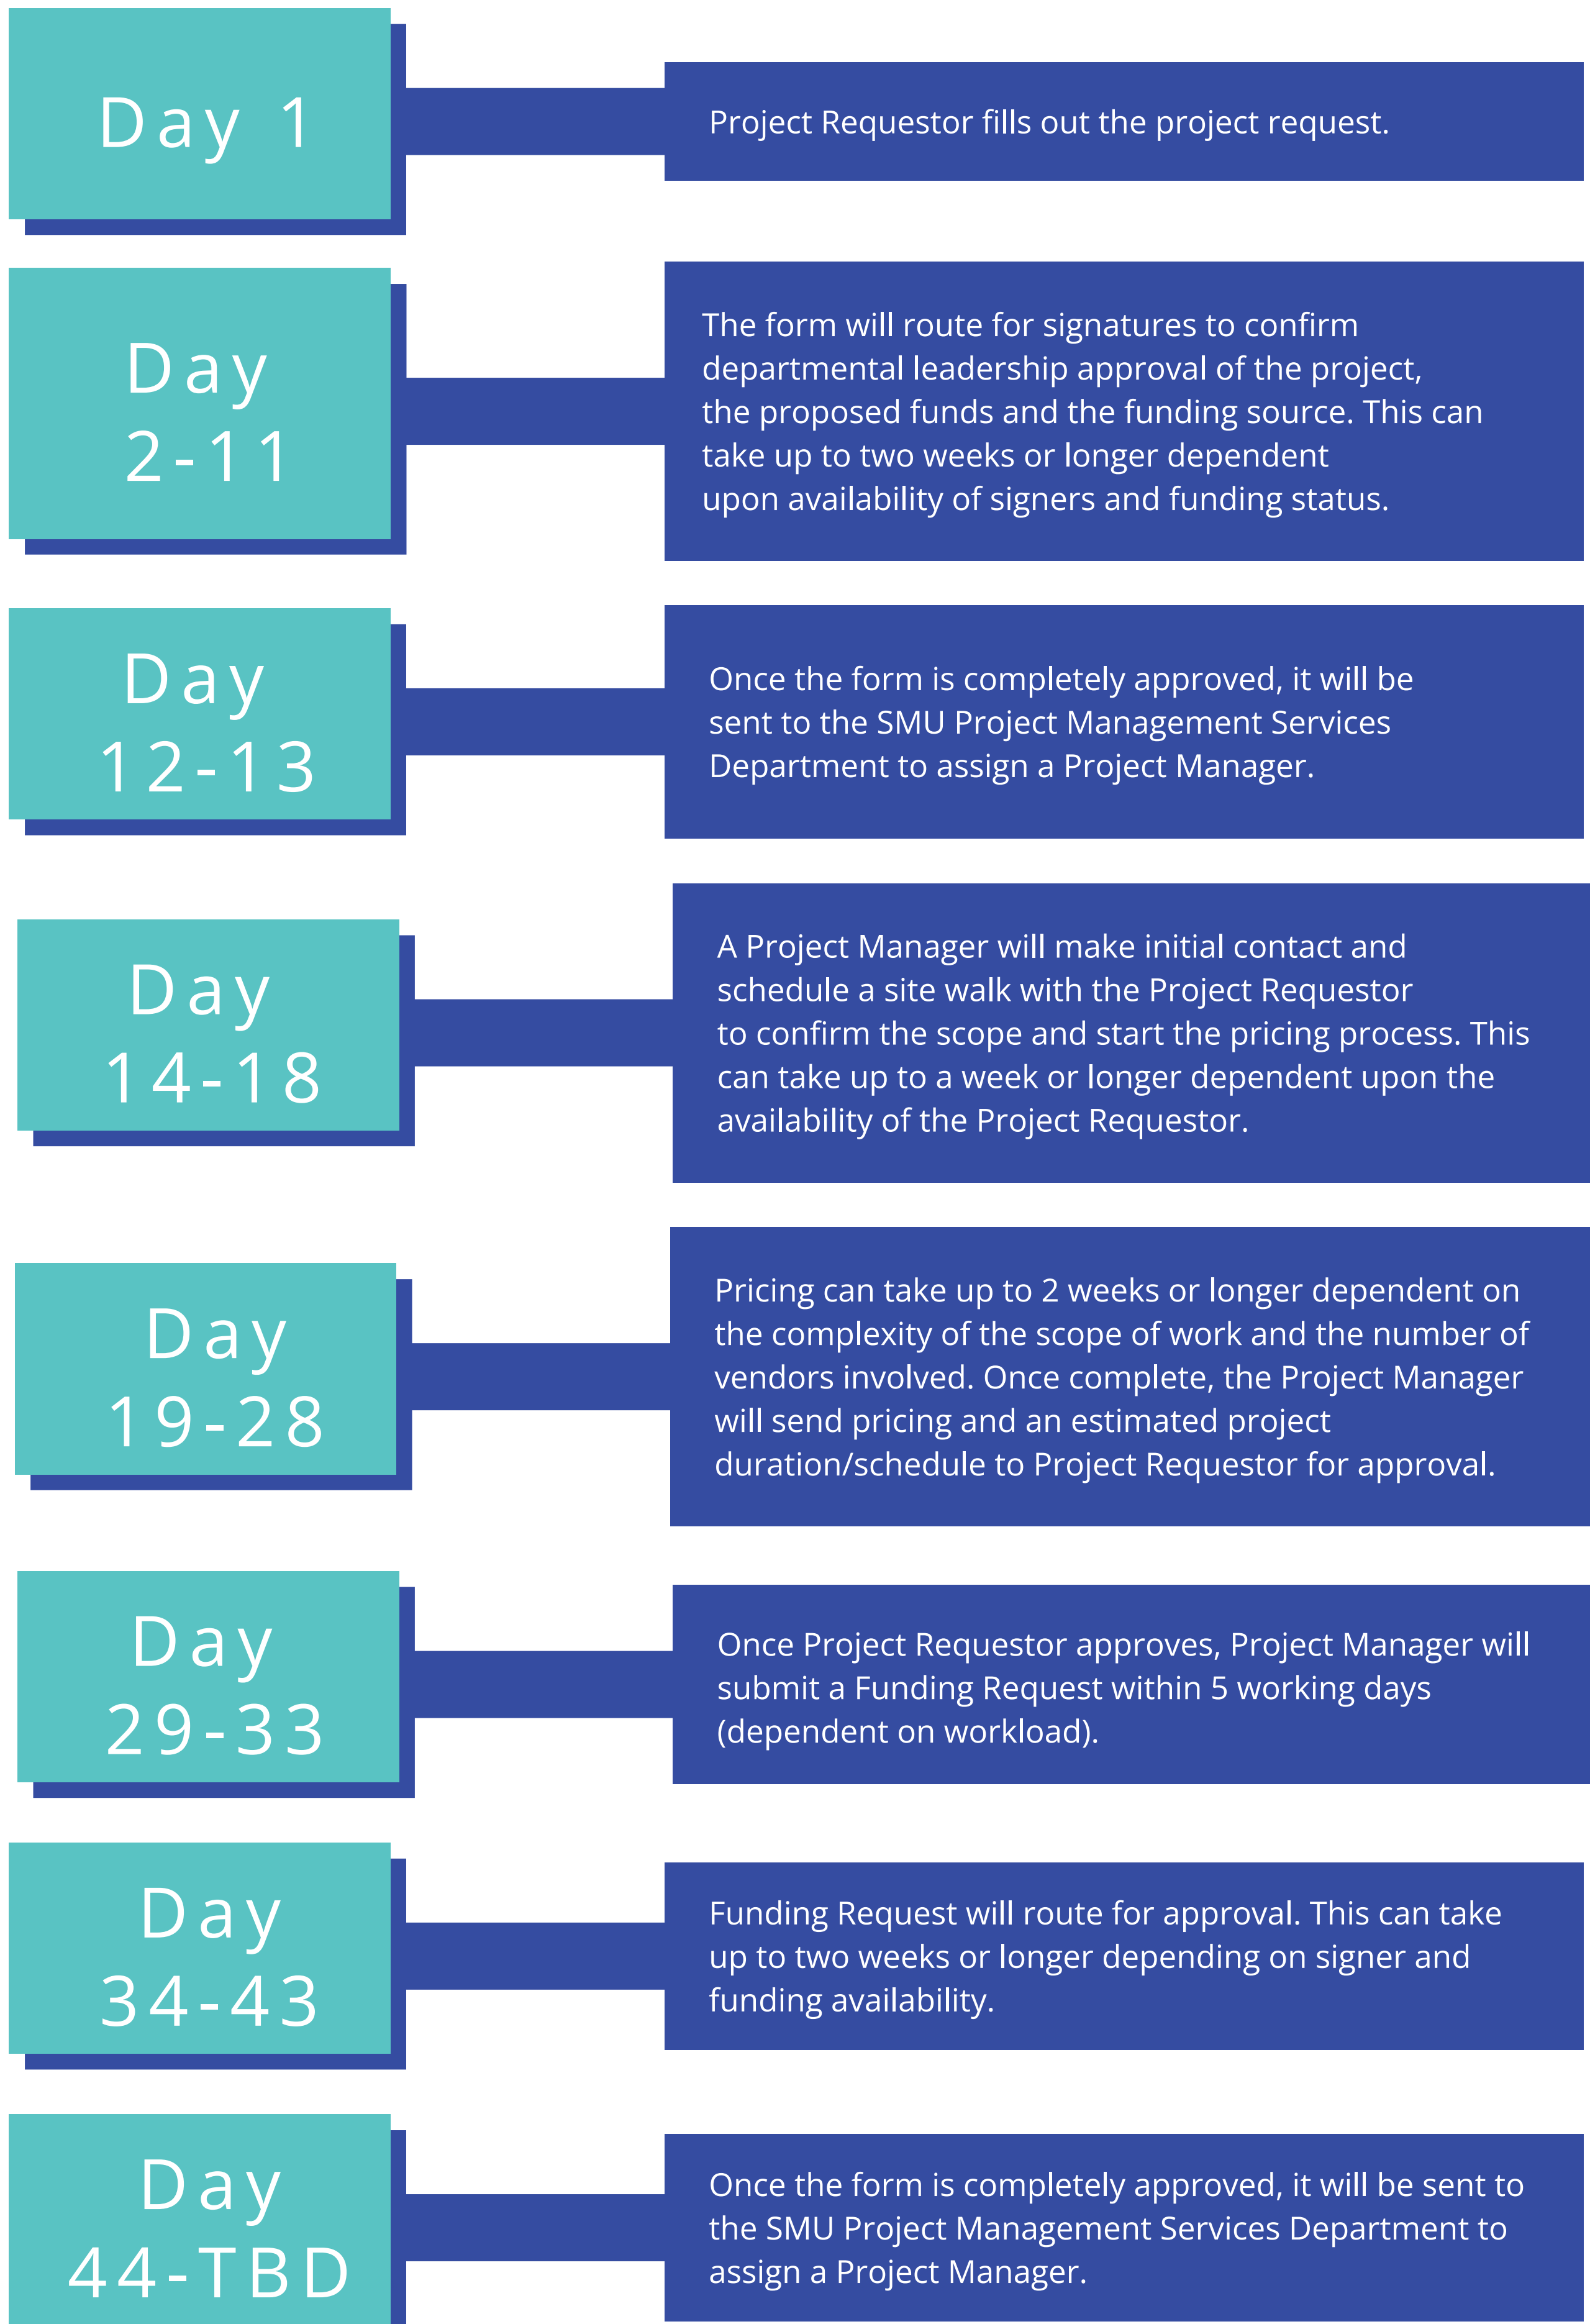 Day 1
Project Requestor fills out the project request.
Day
2-11
The form will route for signatures to confirm
departmental leadership approval of the project,
the proposed funds and the funding source. This can
take up to two weeks or longer dependent
upon availability of signers and funding status.
Day
12-13
Once the form is completely approved, it will be
sent to the SMU Project Management Services
Department to assign a Project Manager.
Day
14-18
A Project Manager will make initial contact and
schedule a site walk with the Project Requestor
to confirm the scope and start the pricing process. This
can take up to a week or longer dependent upon the
availability of the Project Requestor.
Day
19-28
Pricing can take up to 2 weeks or longer dependent on
the complexity of the scope of work and the number of
vendors involved. Once complete, the Project Manager
will send pricing and an estimated project
duration/schedule to Project Requestor for approval.
Day
29-33
Once Project Requestor approves, Project Manager will
submit a Funding Request within 5 working days
(dependent on workload).
Day
34-43
Funding Request will route for approval. This can take
up to two weeks or longer depending on signer and
funding availability.
Day
44-TBD
Once the form is completely approved, it will be sent to
the SMU Project Management Services Department to
assign a Project Manager.